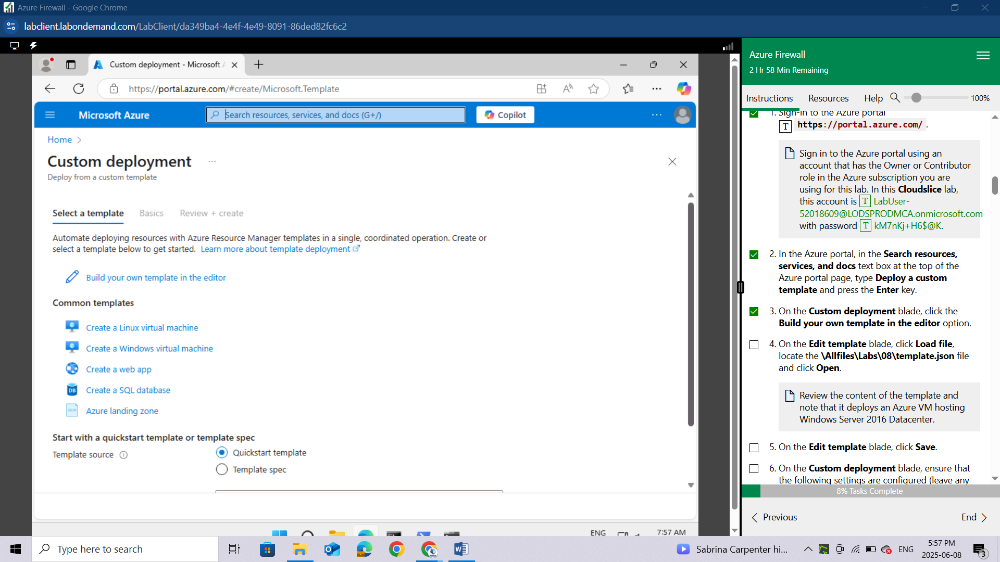 Azure Firewall - Google Chrome
labclient.labondemand.com/LabClient/da349ba4-4e4f-4e49-8091-86ded82fc6c2
Custom deployment - Microsoft A
https://portal.azure.com/#create/Microsoft.Template
Microsoft Azure
Search resources, services, and docs (G+/)
Copilot
Home
Custom deployment
Deploy from a custom template
Select a template
Basics
Review + create
Automate deploying resources with Azure Resource Manager templates in a single, coordinated operation. Create or
select a template below to get started. Learn more about template deployment
Build your own template in the editor
Common templates
Create a Linux virtual machine
Create a Windows virtual machine
Create a web app
DB
Create a SQL database
JSON
Azure landing zone
Start with a quickstart template or template spec
Template source
Quickstart template
Template spec
ENG
7:57 AM
Azure Firewall
2 Hr 58 Min Remaining
Instructions
Resources
Help
100%
1. Sign-in to the Azure portal
T https://portal.azure.com/ .
Sign in to the Azure portal using an
account that has the Owner or Contributor
role in the Azure subscription you are
using for this lab. In this Cloudslice lab,
this account is T LabUser-
52018609@LODSPRODMCA.onmicrosoft.com
with password T kM7nKj+H6$@K.
2. In the Azure portal, in the Search resources,
services, and docs text box at the top of the
Azure portal page, type Deploy a custom
template and press the Enter key.
3. On the Custom deployment blade, click the
Build your own template in the editor option.
4. On the Edit template blade, click Load file,
locate the \Allfiles\Labs\08\template.json file
and click Open.
Review the content of the template and
note that it deploys an Azure VM hosting
Windows Server 2016 Datacenter.
5. On the Edit template blade, click Save.
6. On the Custom deployment blade, ensure that
the following settings are configured (leave any
8% Tasks Complete
Previous
End
Type here to search
Sabrina Carpenter hi...
ENG
5:57 PM
2025-06-08
3